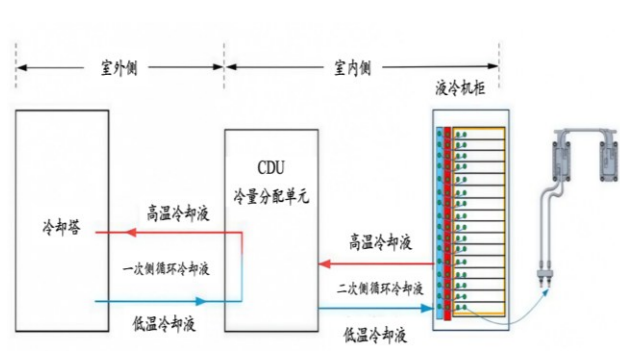 室外侧
室内侧
液冷机柜
CDU
冷量分配单元
冷却塔
高温冷却液
一次侧循环冷却液
低温冷却液
高温冷却液
二次侧循环冷却液
低温冷却液